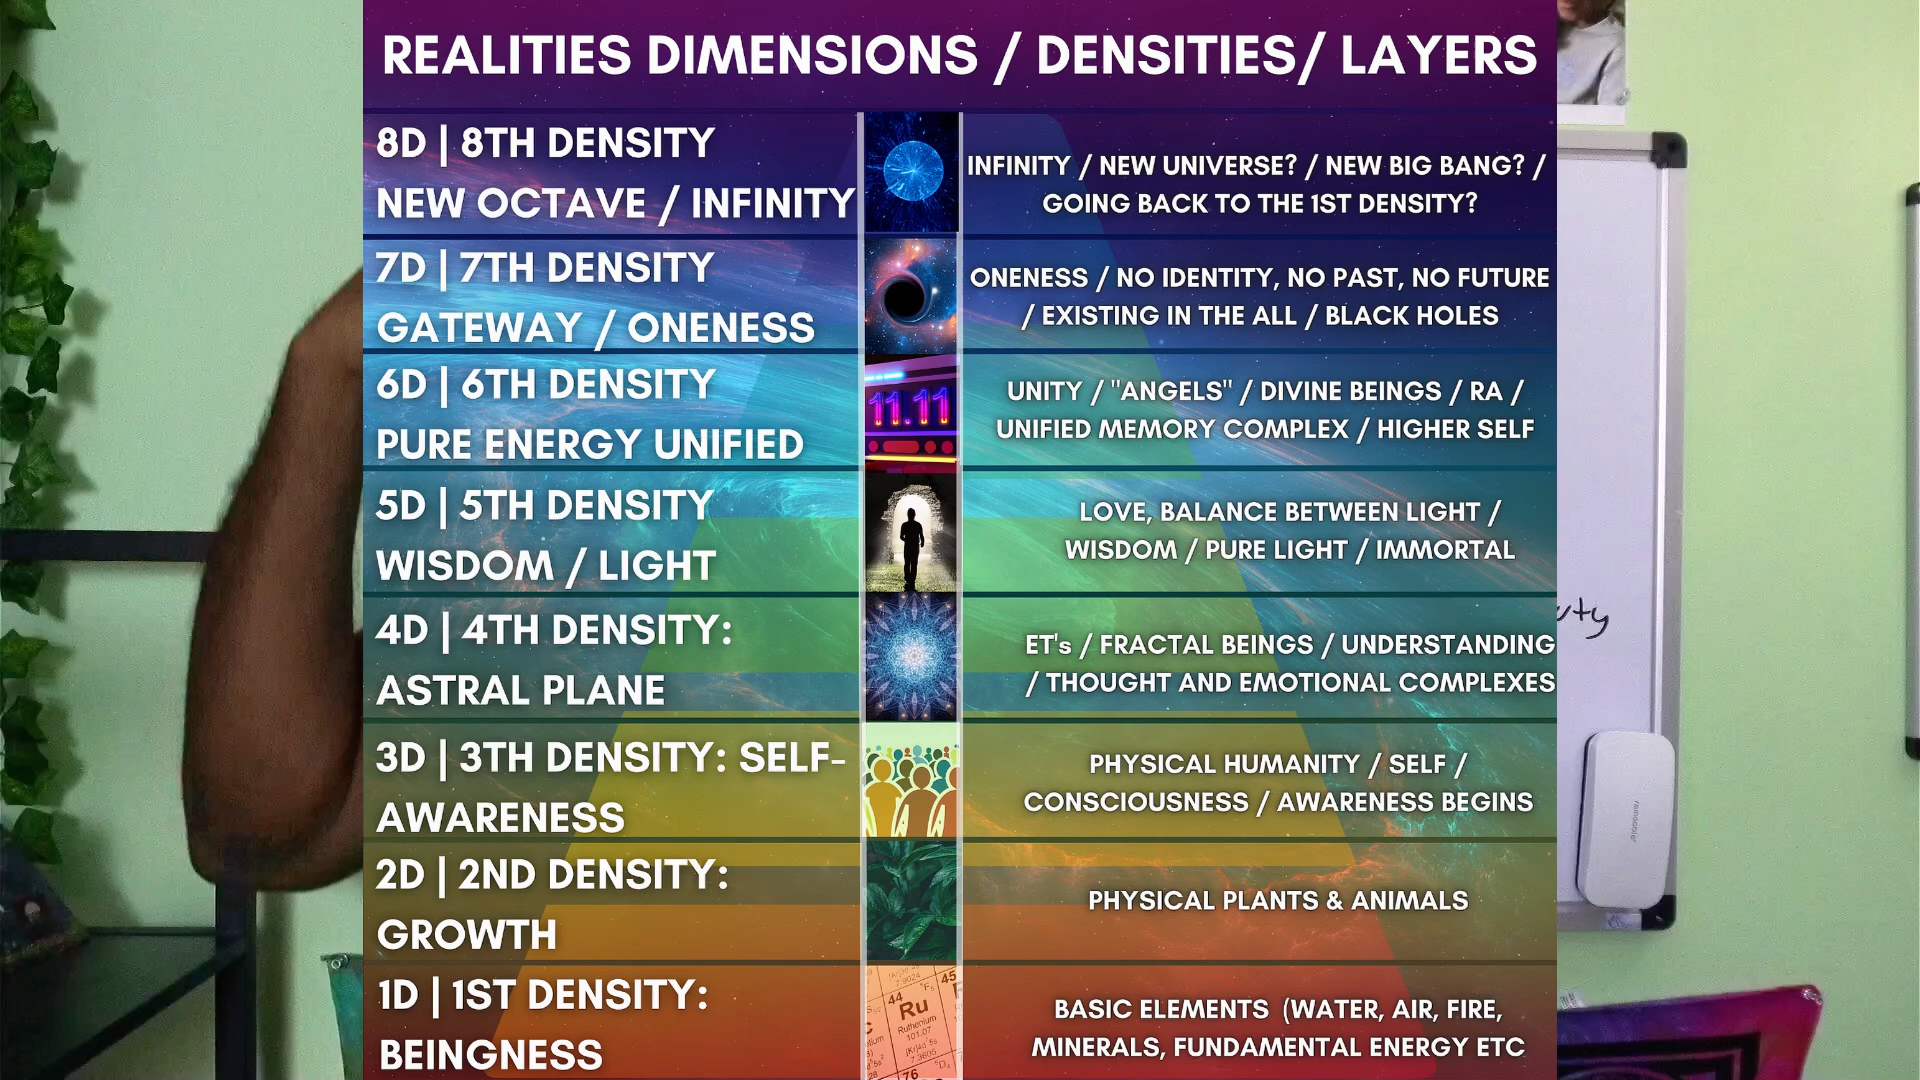 REALITIES DIMENSIONS / DENSITIES/ LAYERS
8D | 8TH DENSITY
NEW OCTAVE / INFINITY
INFINITY / NEW UNIVERSE? / NEW BIG BANG? /
GOING BACK TO THE 1ST DENSITY?
7D | 7TH DENSITY
GATEWAY / ONENESS
ONENESS / NO IDENTITY, NO PAST, NO FUTURE
/ EXISTING IN THE ALL / BLACK HOLES
6D | 6TH DENSITY
PURE ENERGY UNIFIED
11.11
UNITY / "ANGELS" / DIVINE BEINGS / RA /
UNIFIED MEMORY COMPLEX / HIGHER SELF
5D | 5TH DENSITY
WISDOM / LIGHT
LOVE, BALANCE BETWEEN LIGHT /
WISDOM / PURE LIGHT / IMMORTAL
4D | 4TH DENSITY:
ASTRAL PLANE
ET's / FRACTAL BEINGS / UNDERSTANDING
/ THOUGHT AND EMOTIONAL COMPLEXES
3D | 3TH DENSITY: SELF-
AWARENESS
PHYSICAL HUMANITY / SELF /
CONSCIOUSNESS / AWARENESS BEGINS
2D | 2ND DENSITY:
GROWTH
PHYSICAL PLANTS & ANIMALS
1D | 1ST DENSITY:
BEINGNESS
44
Ru
Ruthenium
101.07
45
76
BASIC ELEMENTS (WATER, AIR, FIRE,
MINERALS, FUNDAMENTAL ENERGY ETC